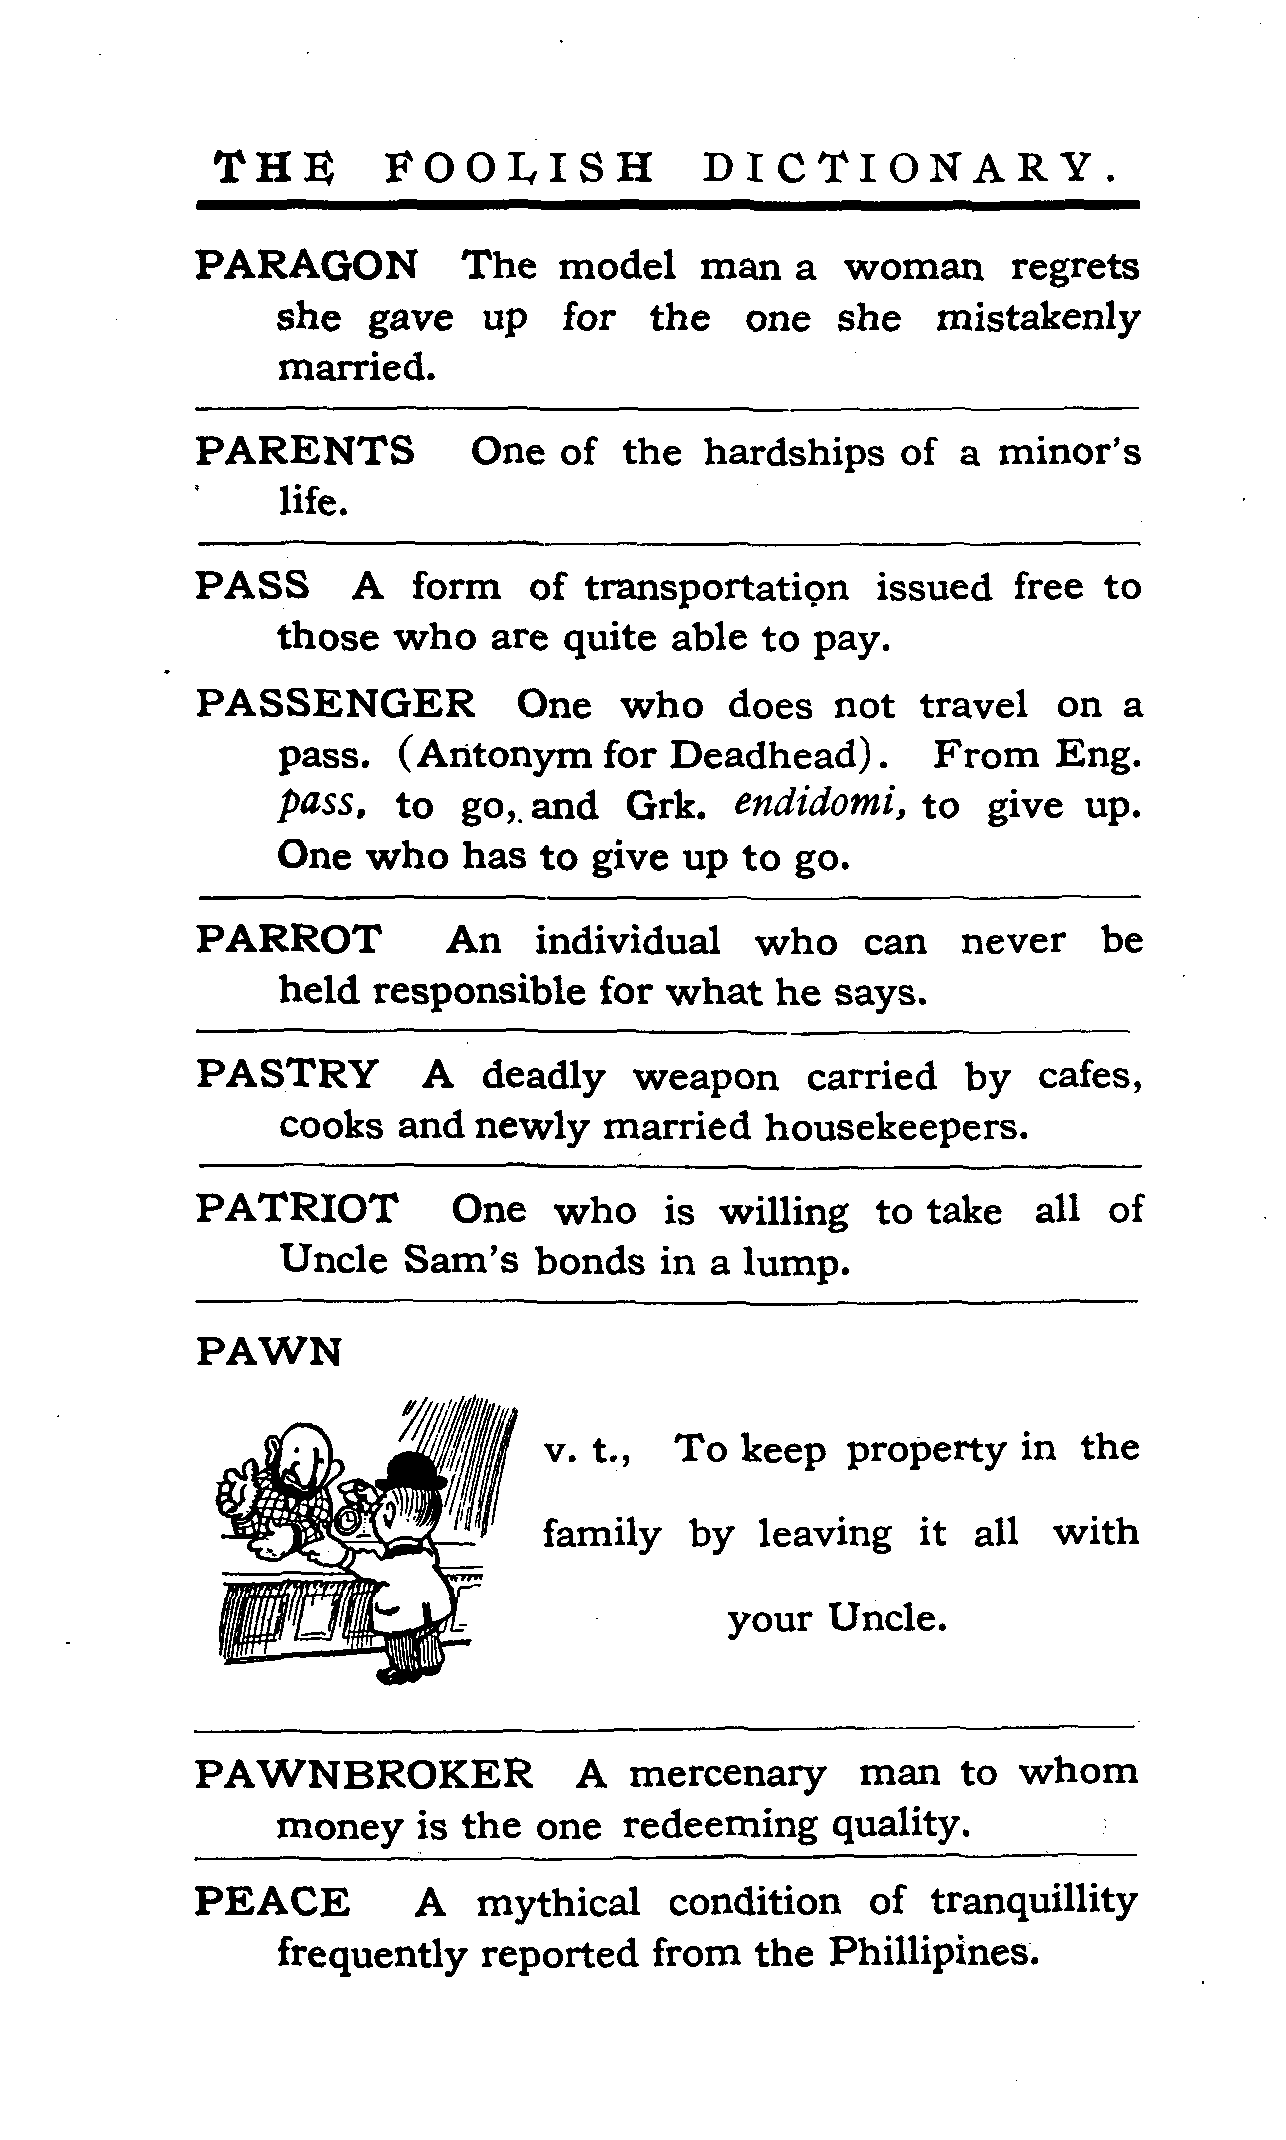 THE FOOLISH DICTIONARY.
PARAGON The model man a woman regrets
she gave up for the one she mistakenly
married.
PARENTS One of the hardships of a minor's
life.
PASS A form of transportation issued free to
those who are quite able to pay.
PASSENGER One who does not travel on a
pass. (Antonym for Deadhead). From Eng.
pass, to go, and Grk. endidomi, to give up.
One who has to give up to go.
PARROT An individual who can never be
held responsible for what he says.
PASTRY A deadly weapon carried by cafes,
cooks and newly married housekeepers.
PATRIOT One who is willing to take all of
Uncle Sam's bonds in a lump.
PAWN
v. t., To keep property in the
family by leaving it all with
your Uncle.
PAWNBROKER A mercenary man to whom
money is the one redeeming quality.
PEACE A mythical condition of tranquillity
frequently reported from the Phillipines.